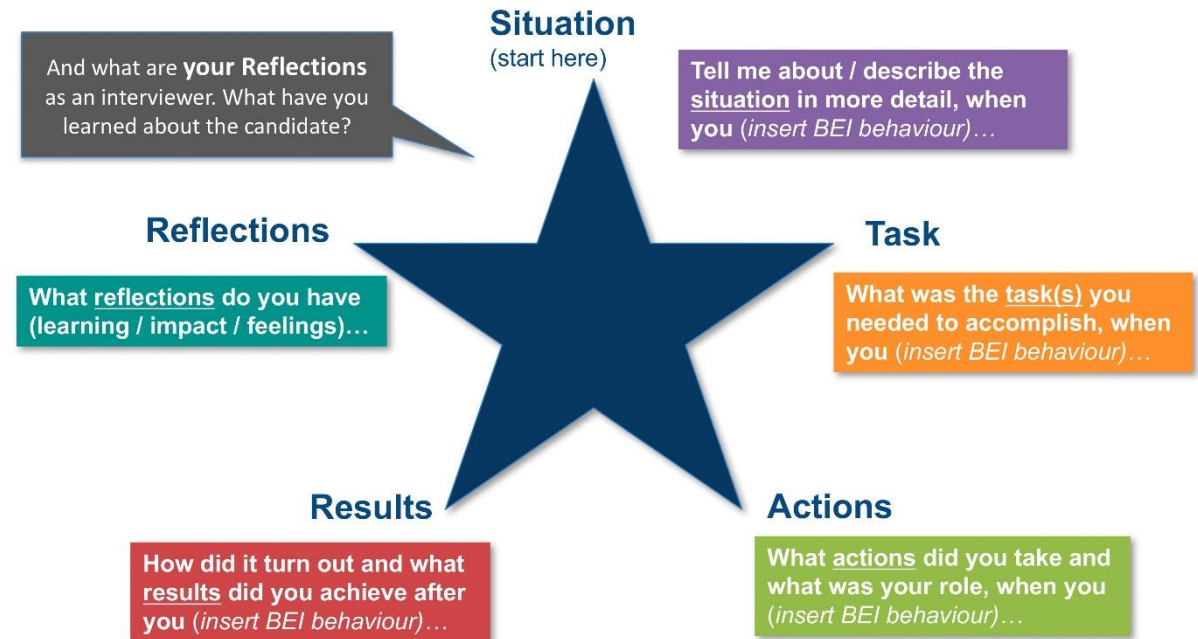 Situation
(start here)
And what are your Reflections
as an interviewer. What have you
learned about the candidate?
Tell me about / describe the
situation in more detail, when
you (insert BEI behaviour)…
Reflections
Task
What reflections do you have
(learning / impact / feelings)…
What was the task(s) you
needed to accomplish, when
you (insert BEI behaviour)…
Results
Actions
How did it turn out and what
results did you achieve after
you (insert BEI behaviour)…
What actions did you take and
what was your role, when you
(insert BEI behaviour)…